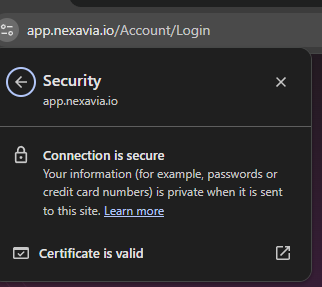 app.nexavia.io/Account/Login
Security
app.nexavia.io
Connection is secure
Your information (for example, passwords or
credit card numbers) is private when it is sent
to this site. Learn more
Certificate is valid